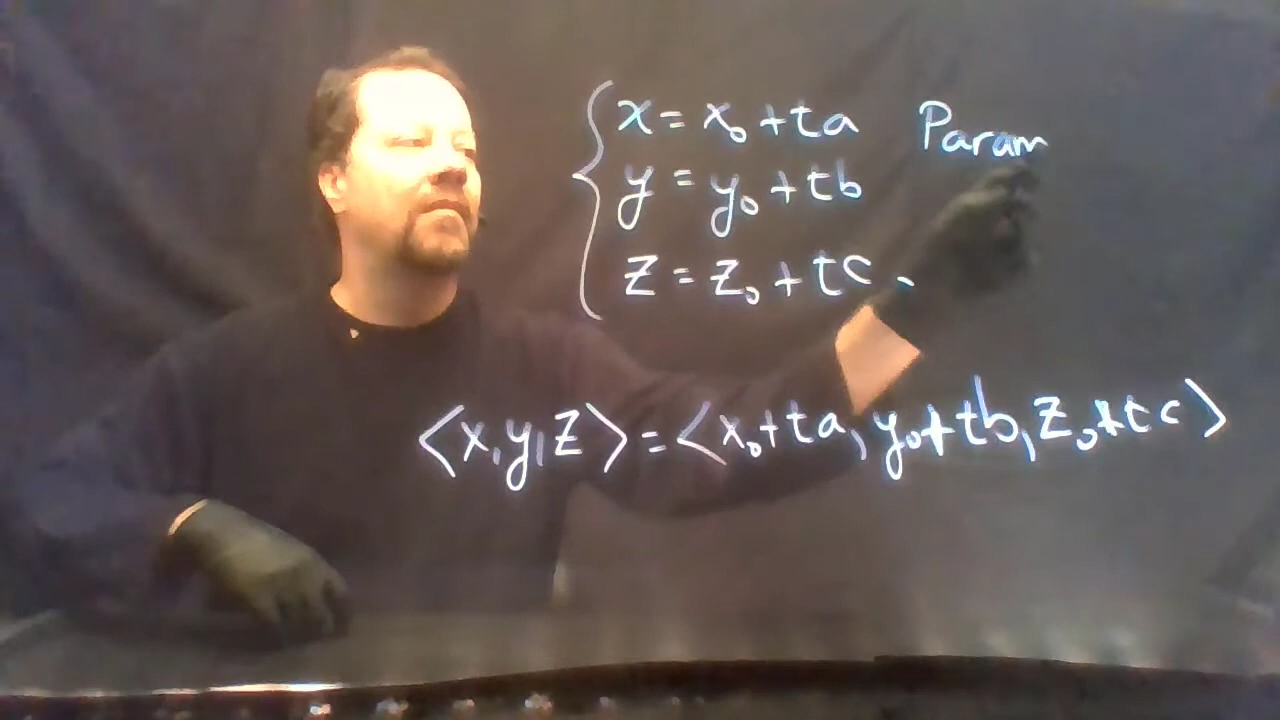 x = x₀ + ta Param
y = y₀ + tb
z = z₀ + tc
⟨x, y, z⟩ = ⟨x₀ + ta, y₀ + tb, z₀ + tc⟩